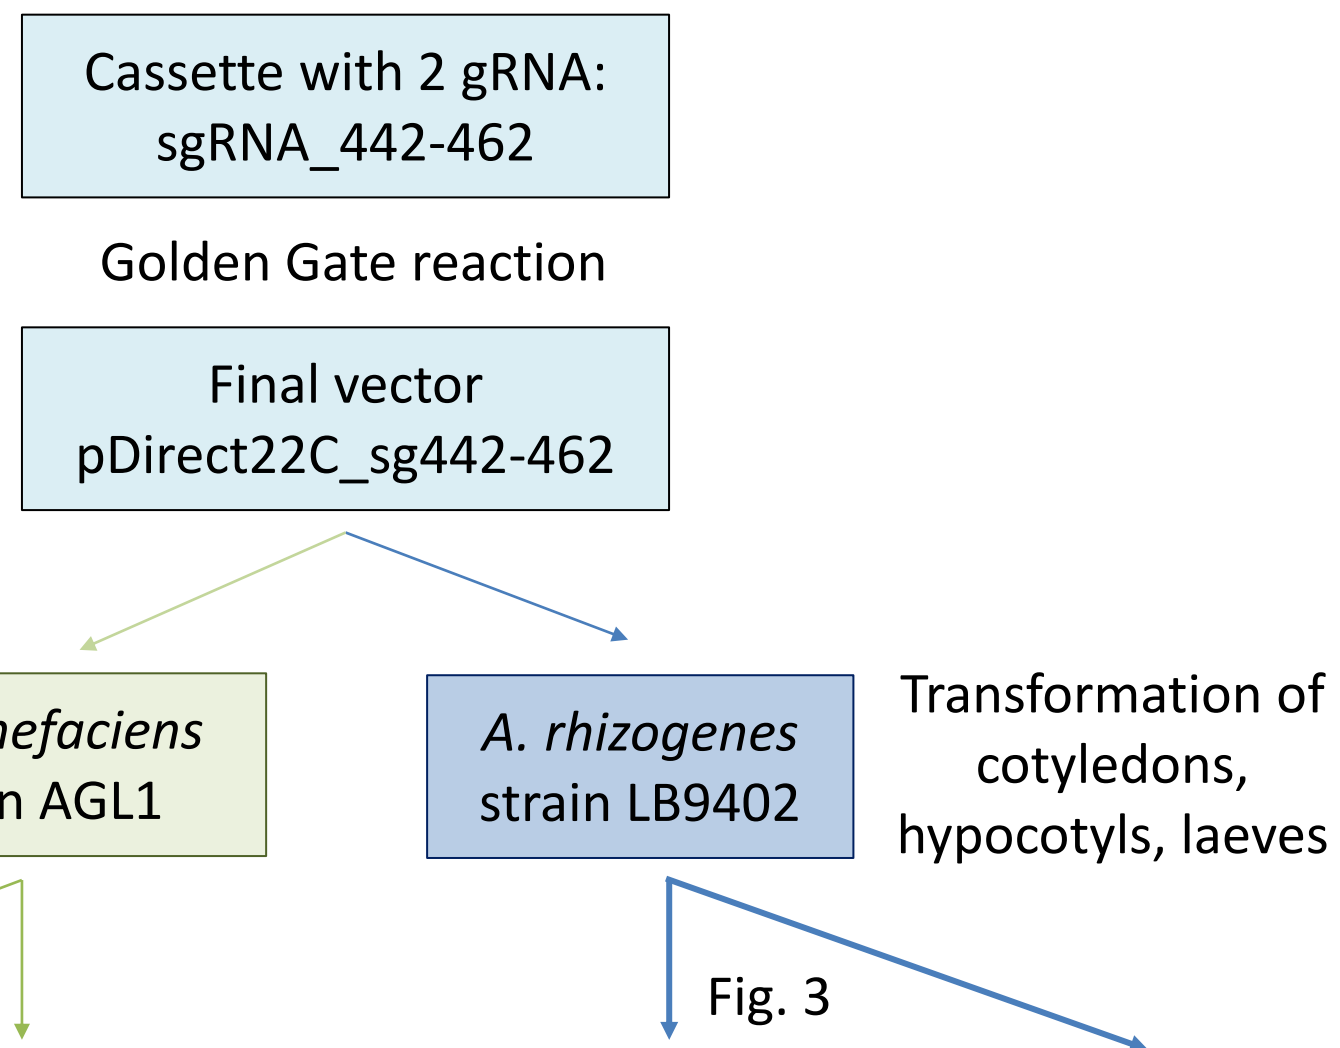 Cassette with 2 gRNA:
sgRNA_442-462
Golden Gate reaction
Final vector
pDirect22C_sg442-462
nefaciens
n AGL1
A. rhizogenes
strain LB9402
Transformation of
cotyledons,
hypocotyls, laeves
Fig. 3